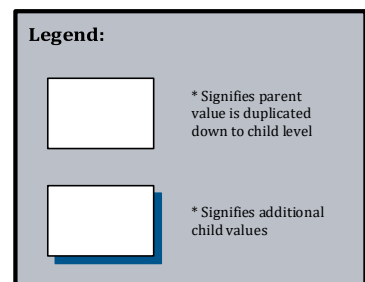 Legend:
* Signifies parent
value is duplicated
down to child level
* Signifies additional
child values